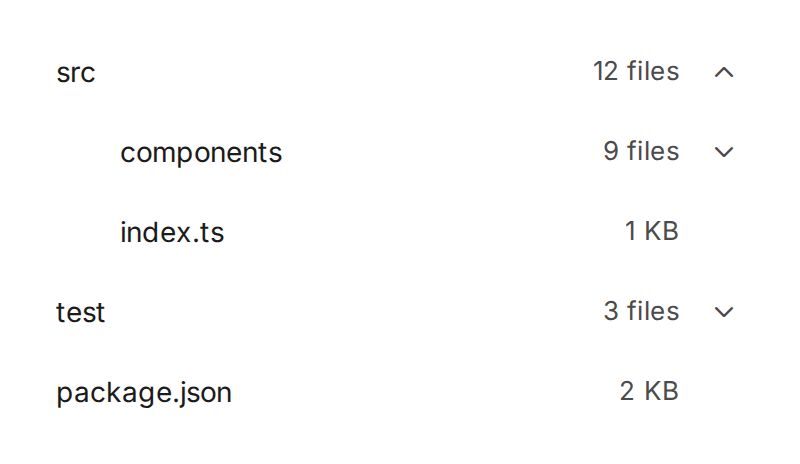 src 12 files
components 9 files
index.ts 1 KB
test 3 files
package.json 2 KB